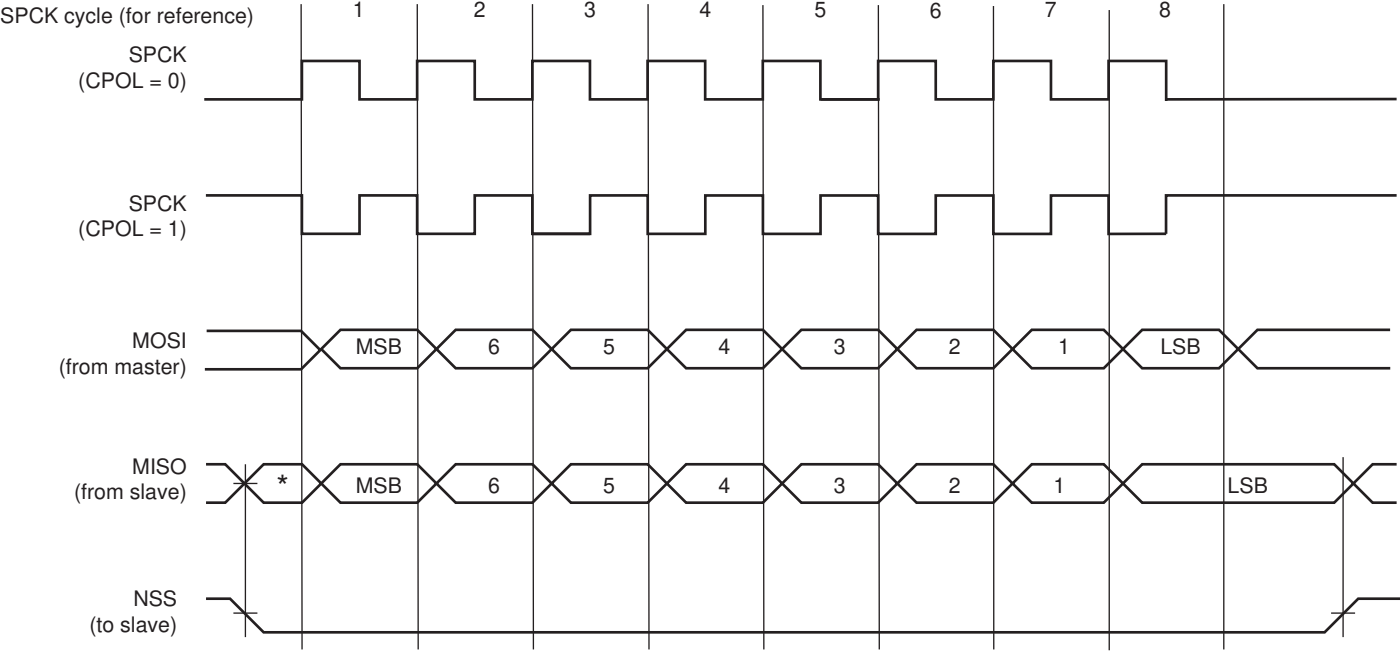 SPCK cycle (for reference) 1 2 3 4 5 6 7 8
SPCK
(CPOL = 0)
SPCK
(CPOL = 1)
MOSI
(from master)
MSB 6 5 4 3 2 1 LSB
MISO
(from slave)
* MSB 6 5 4 3 2 1 LSB
NSS
(to slave)